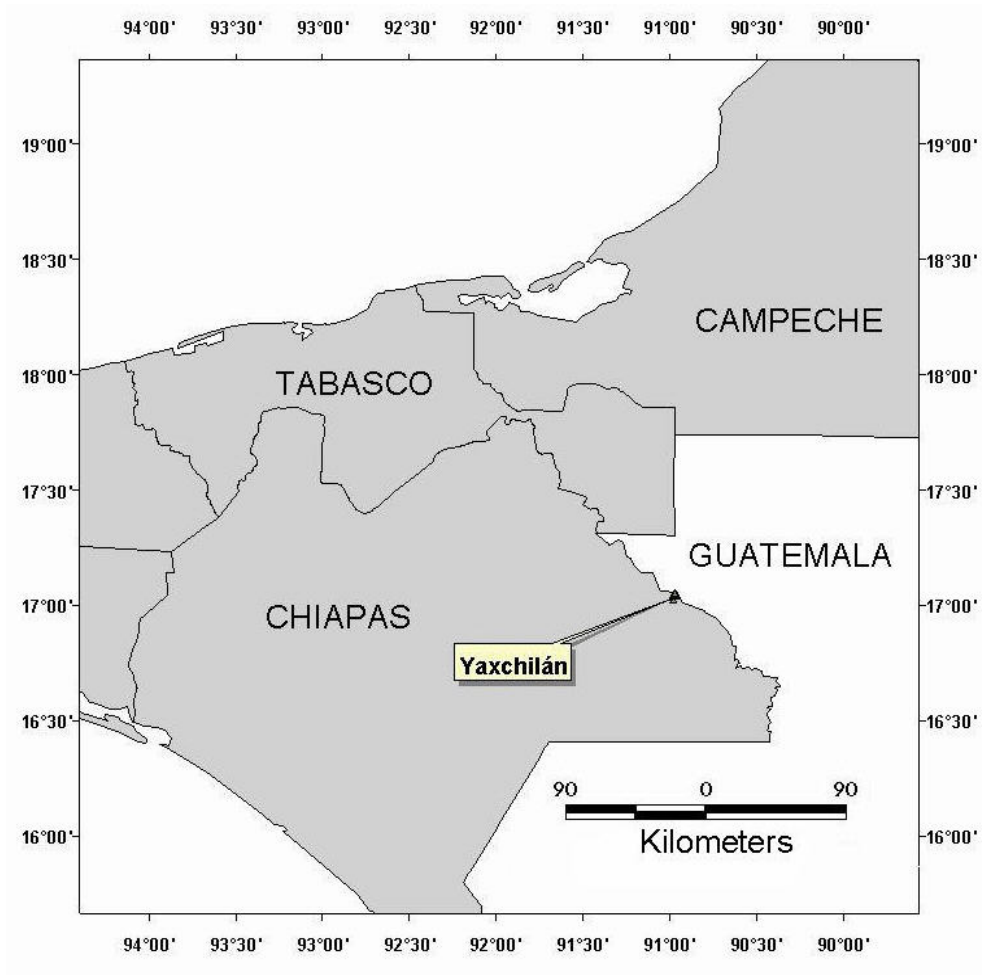 94°00' 93°30' 93°00' 92°30' 92°00' 91°30' 91°00' 90°30' 90°00'
19°00' 19°00'
18°30' 18°30'
CAMPECHE
18°00' TABASCO 18°00'
17°30' 17°30'
GUATEMALA
17°00' CHIAPAS 17°00'
Yaxchilán
16°30' 16°30'
90 0 90
16°00' Kilometers 16°00'
94°00' 93°30' 93°00' 92°30' 92°00' 91°30' 91°00' 90°30' 90°00'